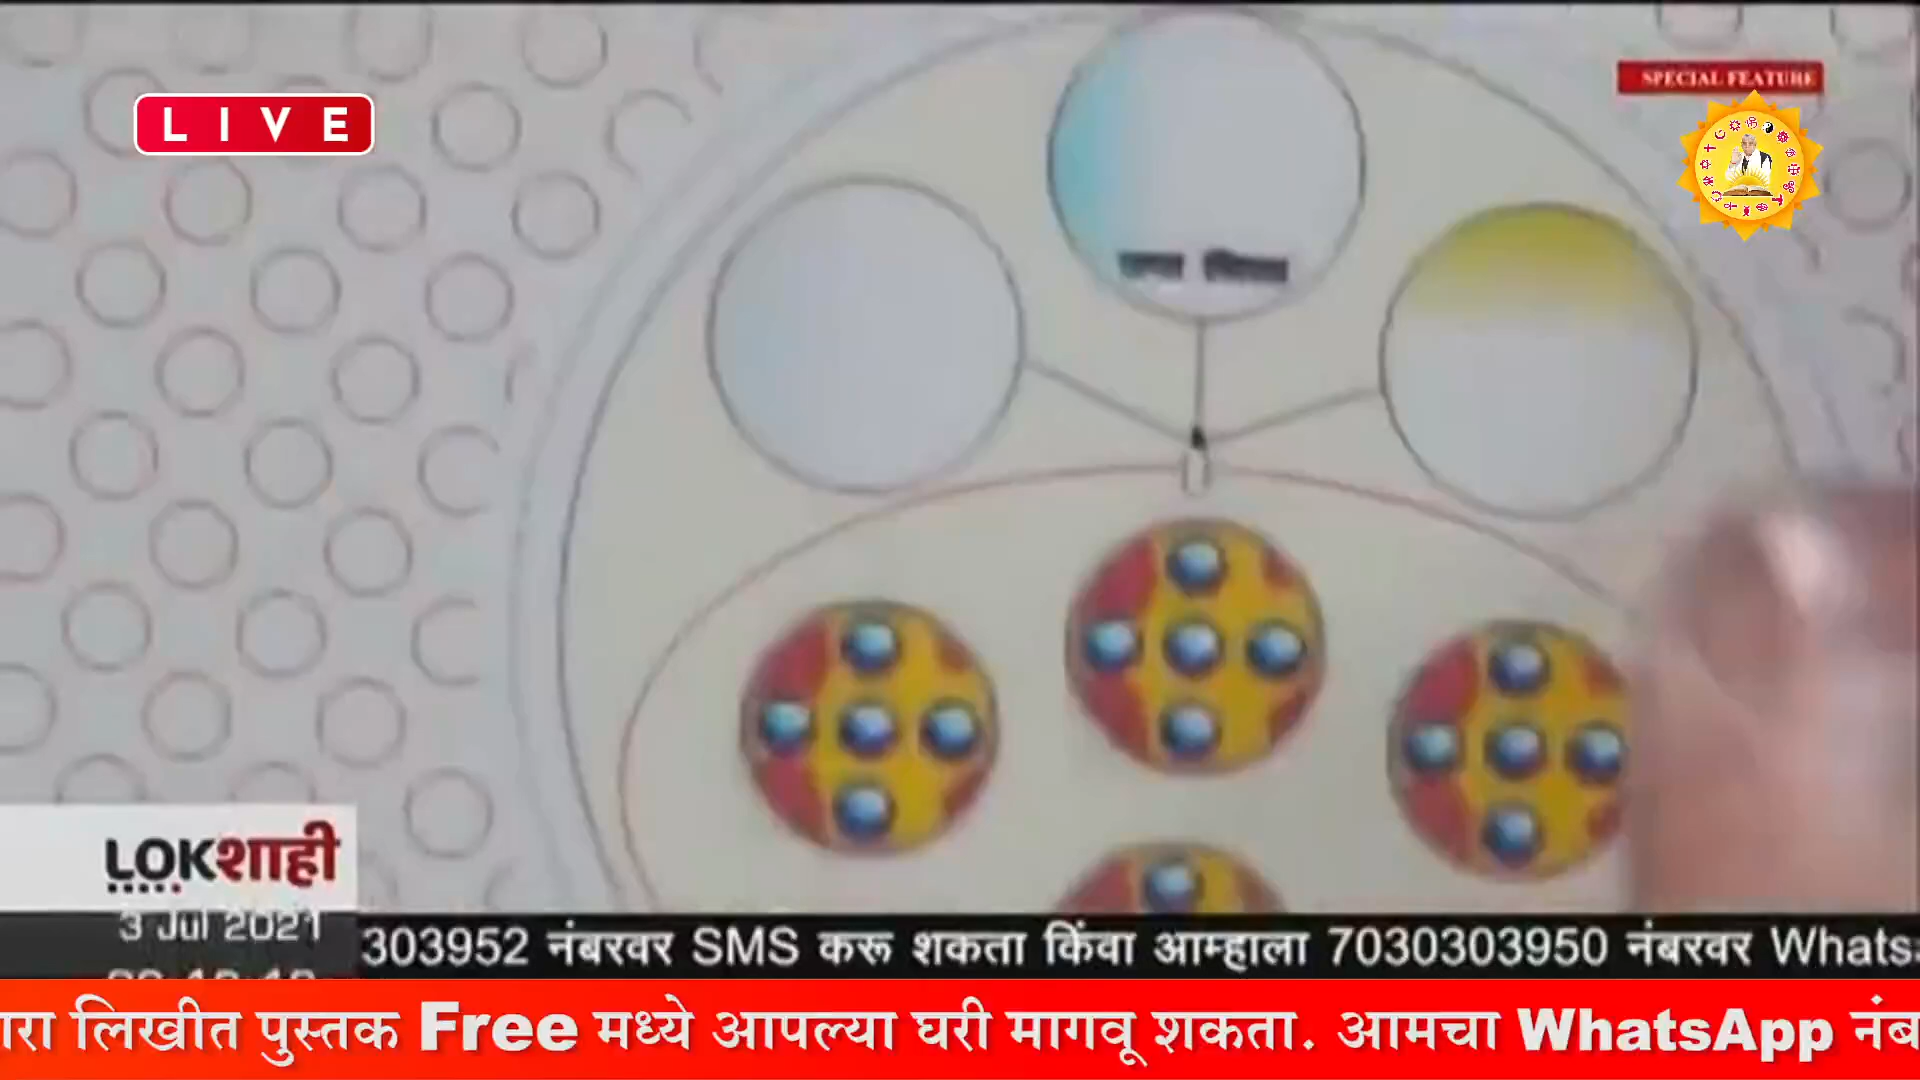 SPECIAL FEATURE
LIVE
LOKशाही
3 Jul 2021
303952 नंबरवर SMS करू शकता किंवा आम्हाला 7030303950 नंबरवर Whats
रा लिखीत पुस्तक Free मध्ये आपल्या घरी मागवू शकता. आमचा WhatsApp नंब